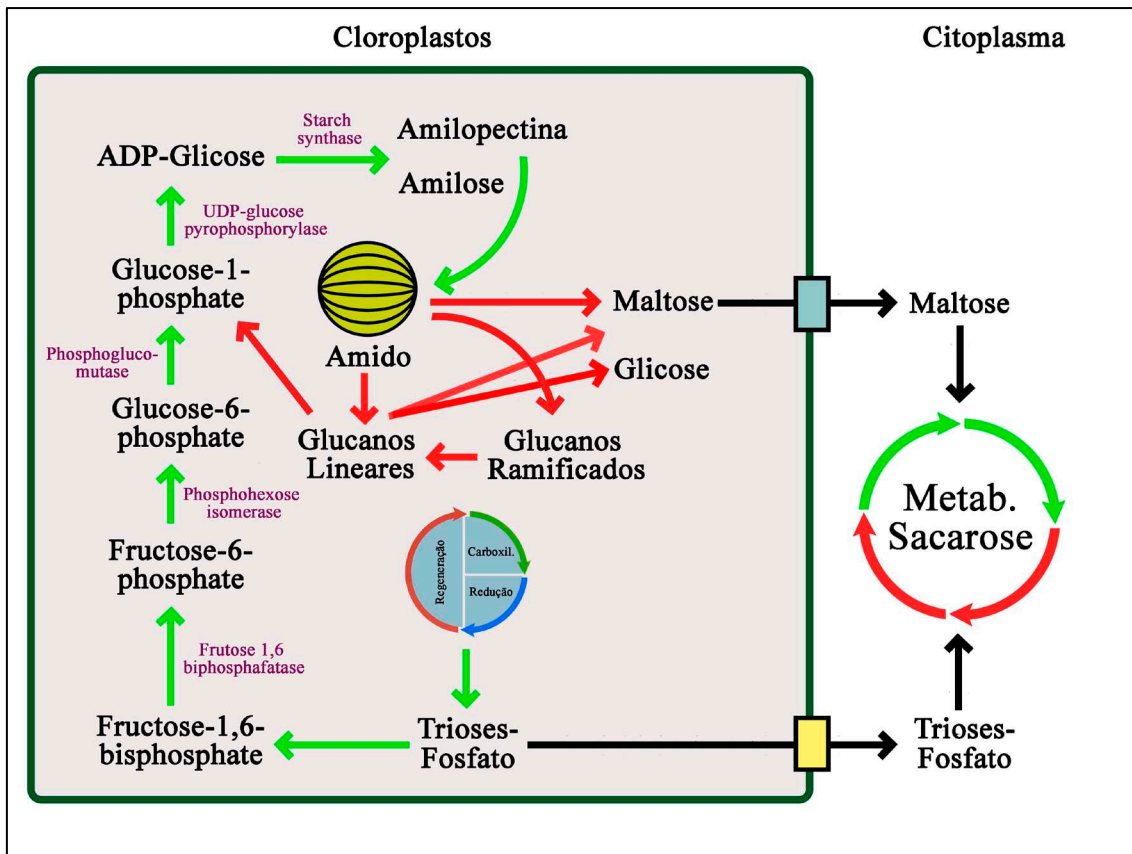 Cloroplastos
Citoplasma
Starch
synthase
ADP-Glicose
Amilopectina
Amilose
UDP-glucose
pyrophosphorylase
Glucose-1-
phosphate
Maltose
Maltose
Phosphogluco-
mutase
Amido
Glicose
Glucose-6-
phosphate
Glucanos
Lineares
Glucanos
Ramificados
Metab.
Sacarose
Phosphohexose
isomerase
Fructose-6-
phosphate
Regeneração
Carboxil.
Redução
Frutose 1,6
biphosphafatase
Fructose-1,6-
bisphosphate
Trioses-
Fosfato
Trioses-
Fosfato